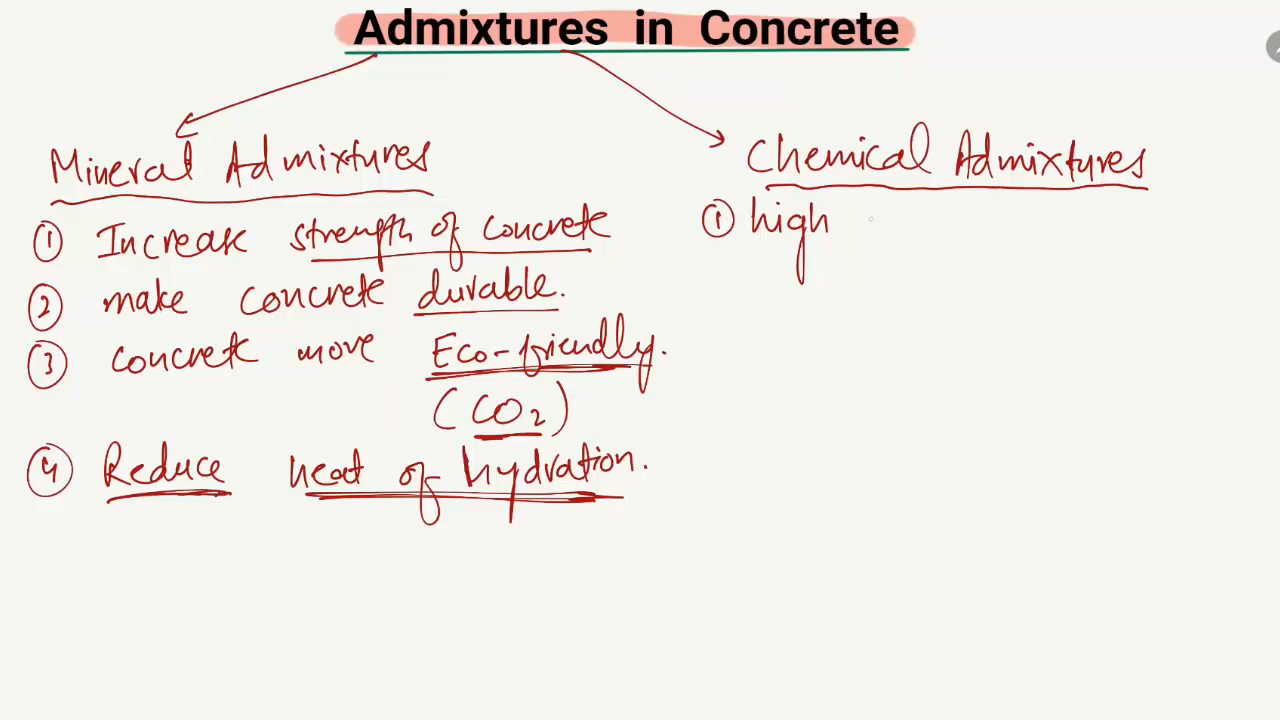 Admixtures in Concrete
Mineral Admixtures
① Increase strength of concrete
② make concrete durable.
③ concrete more Eco-friendly.
(CO2)
④ Reduce heat of hydration.
Chemical Admixtures
① high